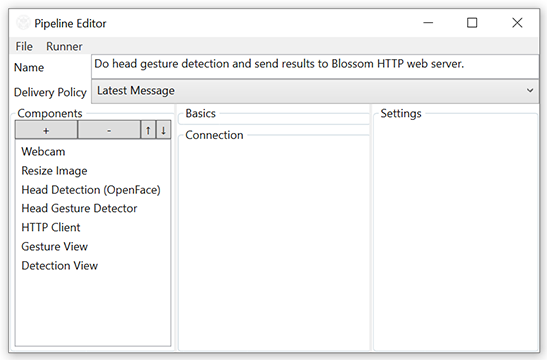 Pipeline Editor
File Runner
Name Do head gesture detection and send results to Blossom HTTP web server.
Delivery Policy Latest Message
Components
+ - ↑ ↓
Webcam
Resize Image
Head Detection (OpenFace)
Head Gesture Detector
HTTP Client
Gesture View
Detection View
Basics
Connection
Settings